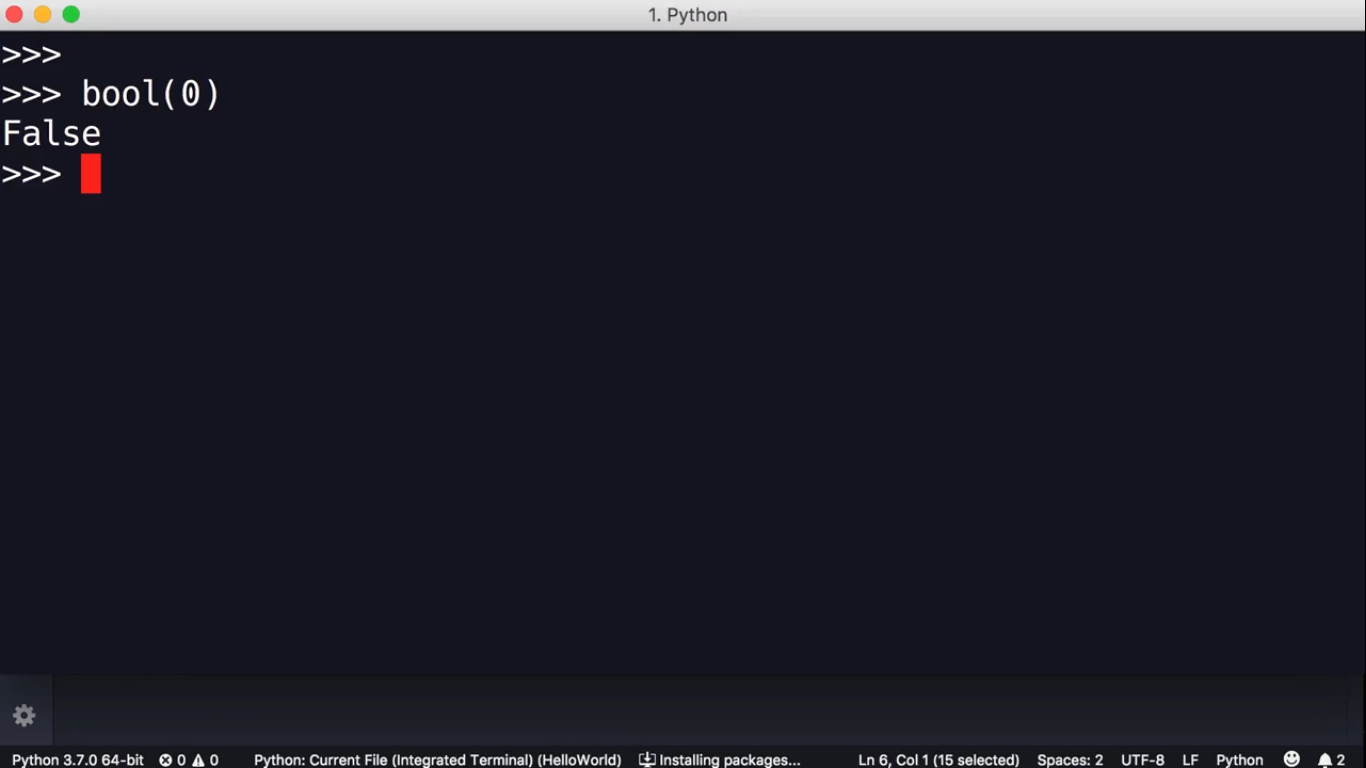 1. Python
>>>
>>> bool(0)
False
>>>
Python 3.7.0 64-bit 0 0 Python: Current File (Integrated Terminal) (HelloWorld) Installing packages... Ln 6, Col 1 (15 selected) Spaces: 2 UTF-8 LF Python 2